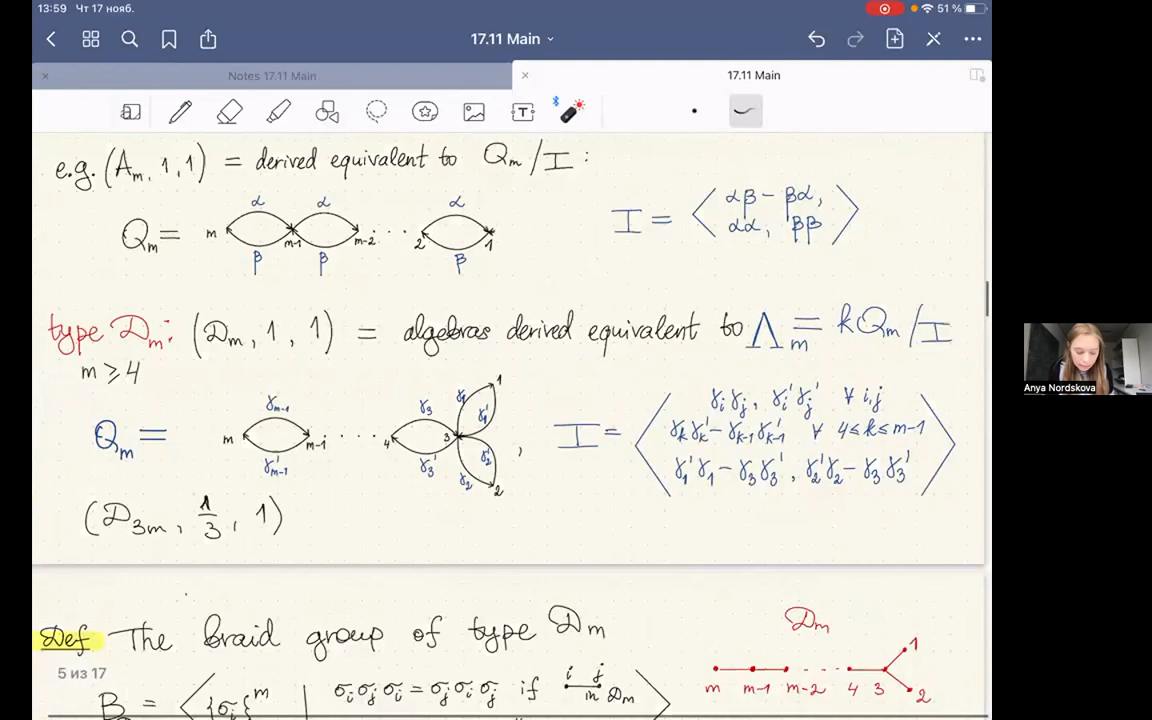 13:59 Чт 17 нояб.
51 %
17.11 Main
Notes 17.11 Main
17.11 Main
e.g. (A_m, 1, 1) = derived equivalent to Q_m/I :
Q_m =
α α α
m m-1 m-2 ... 2 1
β β β
I = ⟨ αβ - βα, αα, ββ ⟩
type D_m: (D_m, 1, 1) = algebras derived equivalent to Λ_m = kQ_m/I
m ≥ 4
Q_m =
γ_{m-1} γ_3 γ_1 γ_1' 1
m m-1 .... 4 3 ,
γ_{m-1}' γ_3' γ_2 γ_2' 2
I = ⟨ γ_i γ_j, γ_i' γ_j' ∀ i,j
γ_k γ_k' - γ_{k-1} γ_{k-1}' ∀ 4 ≤ k ≤ m-1
γ_1' γ_1 - γ_3 γ_3', γ_2' γ_2 - γ_3 γ_3' ⟩
(D_{3m}, 1/3, 1)
Def The braid group of type D_m
D_m
m m-1 m-2 4 3 1 2
5 из 17
B = ⟨ {σ_i}^m | σ_i σ_j σ_i = σ_j σ_i σ_j if i j in D_m ⟩
Anya Nordskova